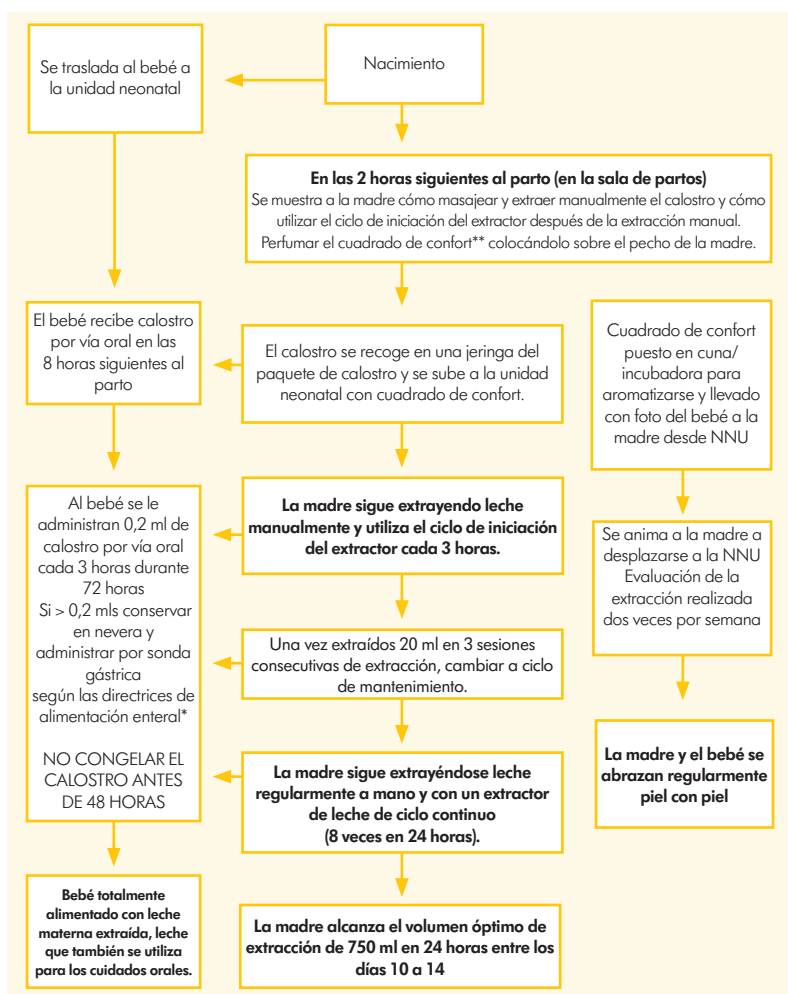 Se traslada al bebé a
la unidad neonatal
Nacimiento
En las 2 horas siguientes al parto (en la sala de partos)
Se muestra a la madre cómo masajear y extraer manualmente el calostro y cómo
utilizar el ciclo de iniciación del extractor después de la extracción manual.
Perfumar el cuadrado de confort** colocándolo sobre el pecho de la madre.
El bebé recibe calostro
por vía oral en las
8 horas siguientes al
parto
El calostro se recoge en una jeringa del
paquete de calostro y se sube a la unidad
neonatal con cuadrado de confort.
Cuadrado de confort
puesto en cuna/
incubadora para
aromatizarse y llevado
con foto del bebé a la
madre desde NNU
Al bebé se le
administran 0,2 ml de
calostro por vía oral
cada 3 horas durante
72 horas
Si > 0,2 mls conservar
en nevera y
administrar por sonda
gástrica
según las directrices de
alimentación enteral*
NO CONGELAR EL
CALOSTRO ANTES
DE 48 HORAS
La madre sigue extrayendo leche
manualmente y utiliza el ciclo de iniciación
del extractor cada 3 horas.
Se anima a la madre a
desplazarse a la NNU
Evaluación de la
extracción realizada
dos veces por semana
Una vez extraídos 20 ml en 3 sesiones
consecutivas de extracción, cambiar a ciclo
de mantenimiento.
La madre y el bebé se
abrazan regularmente
piel con piel
La madre sigue extrayéndose leche
regularmente a mano y con un extractor
de leche de ciclo continuo
(8 veces en 24 horas).
Bebé totalmente
alimentado con leche
materna extraída, leche
que también se utiliza
para los cuidados orales.
La madre alcanza el volumen óptimo de
extracción de 750 ml en 24 horas entre los
días 10 a 14